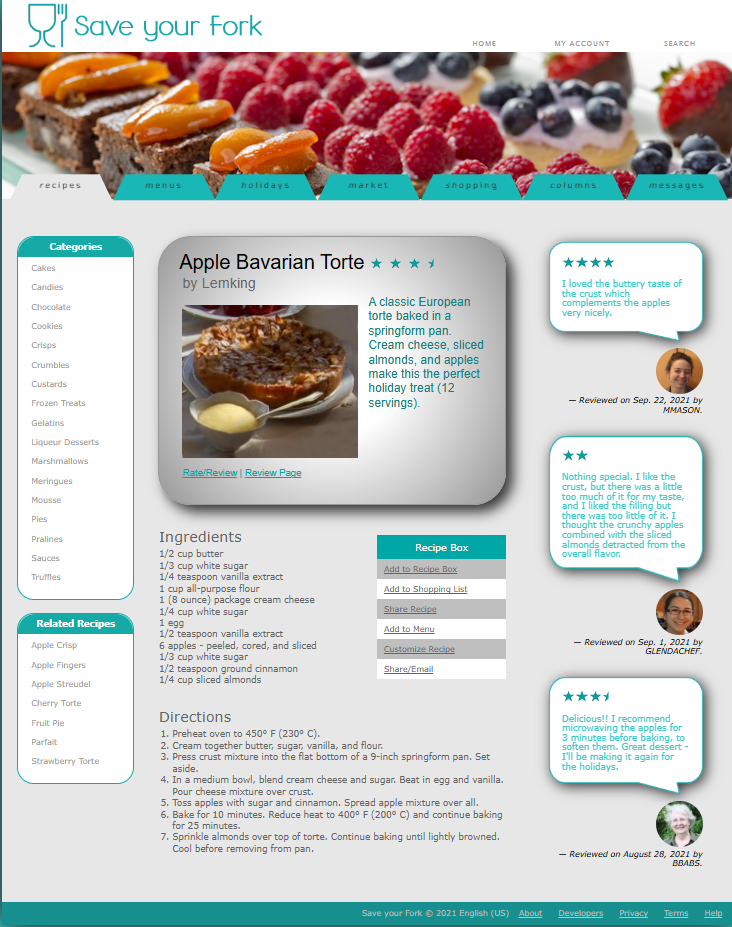 Save your Fork
HOME MY ACCOUNT SEARCH
recipes menus holidays market shopping columns messages
Categories
Cakes
Candies
Chocolate
Cookies
Crisps
Crumbles
Custards
Frozen Treats
Gelatins
Liqueur Desserts
Marshmallows
Meringues
Mousse
Pies
Pralines
Sauces
Truffles
Related Recipes
Apple Crisp
Apple Fingers
Apple Streudel
Cherry Torte
Fruit Pie
Parfait
Strawberry Torte
Apple Bavarian Torte ★ ★ ★
by Lemking
A classic European
torte baked in a
springform pan.
Cream cheese, sliced
almonds, and apples
make this the perfect
holiday treat (12
servings).
Rate/Review | Review Page
Ingredients
1/2 cup butter
1/3 cup white sugar
1/4 teaspoon vanilla extract
1 cup all-purpose flour
1 (8 ounce) package cream cheese
1/4 cup white sugar
1 egg
1/2 teaspoon vanilla extract
6 apples - peeled, cored, and sliced
1/3 cup white sugar
1/2 teaspoon ground cinnamon
1/4 cup sliced almonds
Recipe Box
Add to Recipe Box
Add to Shopping List
Share Recipe
Add to Menu
Customize Recipe
Share/Email
Directions
1. Preheat oven to 450° F (230° C).
2. Cream together butter, sugar, vanilla, and flour.
3. Press crust mixture into the flat bottom of a 9-inch springform pan. Set
aside.
4. In a medium bowl, blend cream cheese and sugar. Beat in egg and vanilla.
Pour cheese mixture over crust.
5. Toss apples with sugar and cinnamon. Spread apple mixture over all.
6. Bake for 10 minutes. Reduce heat to 400° F (200° C) and continue baking
for 25 minutes.
7. Sprinkle almonds over top of torte. Continue baking until lightly browned.
Cool before removing from pan.
★★★★
I loved the buttery taste of
the crust which
complements the apples
very nicely.
— Reviewed on Sep. 22, 2021 by
MMASON.
★★
Nothing special. I like the
crust, but there was a little
too much of it for my taste,
and I liked the filling but
there was too little of it. I
thought the crunchy apples
combined with the sliced
almonds detracted from the
overall flavor.
— Reviewed on Sep. 1, 2021 by
GLENDACHEF.
★★★
Delicious!! I recommend
microwaving the apples for
3 minutes before baking, to
soften them. Great dessert -
I'll be making it again for
the holidays.
— Reviewed on August 28, 2021 by
BBABS.
Save your Fork © 2021 English (US) About Developers Privacy Terms Help